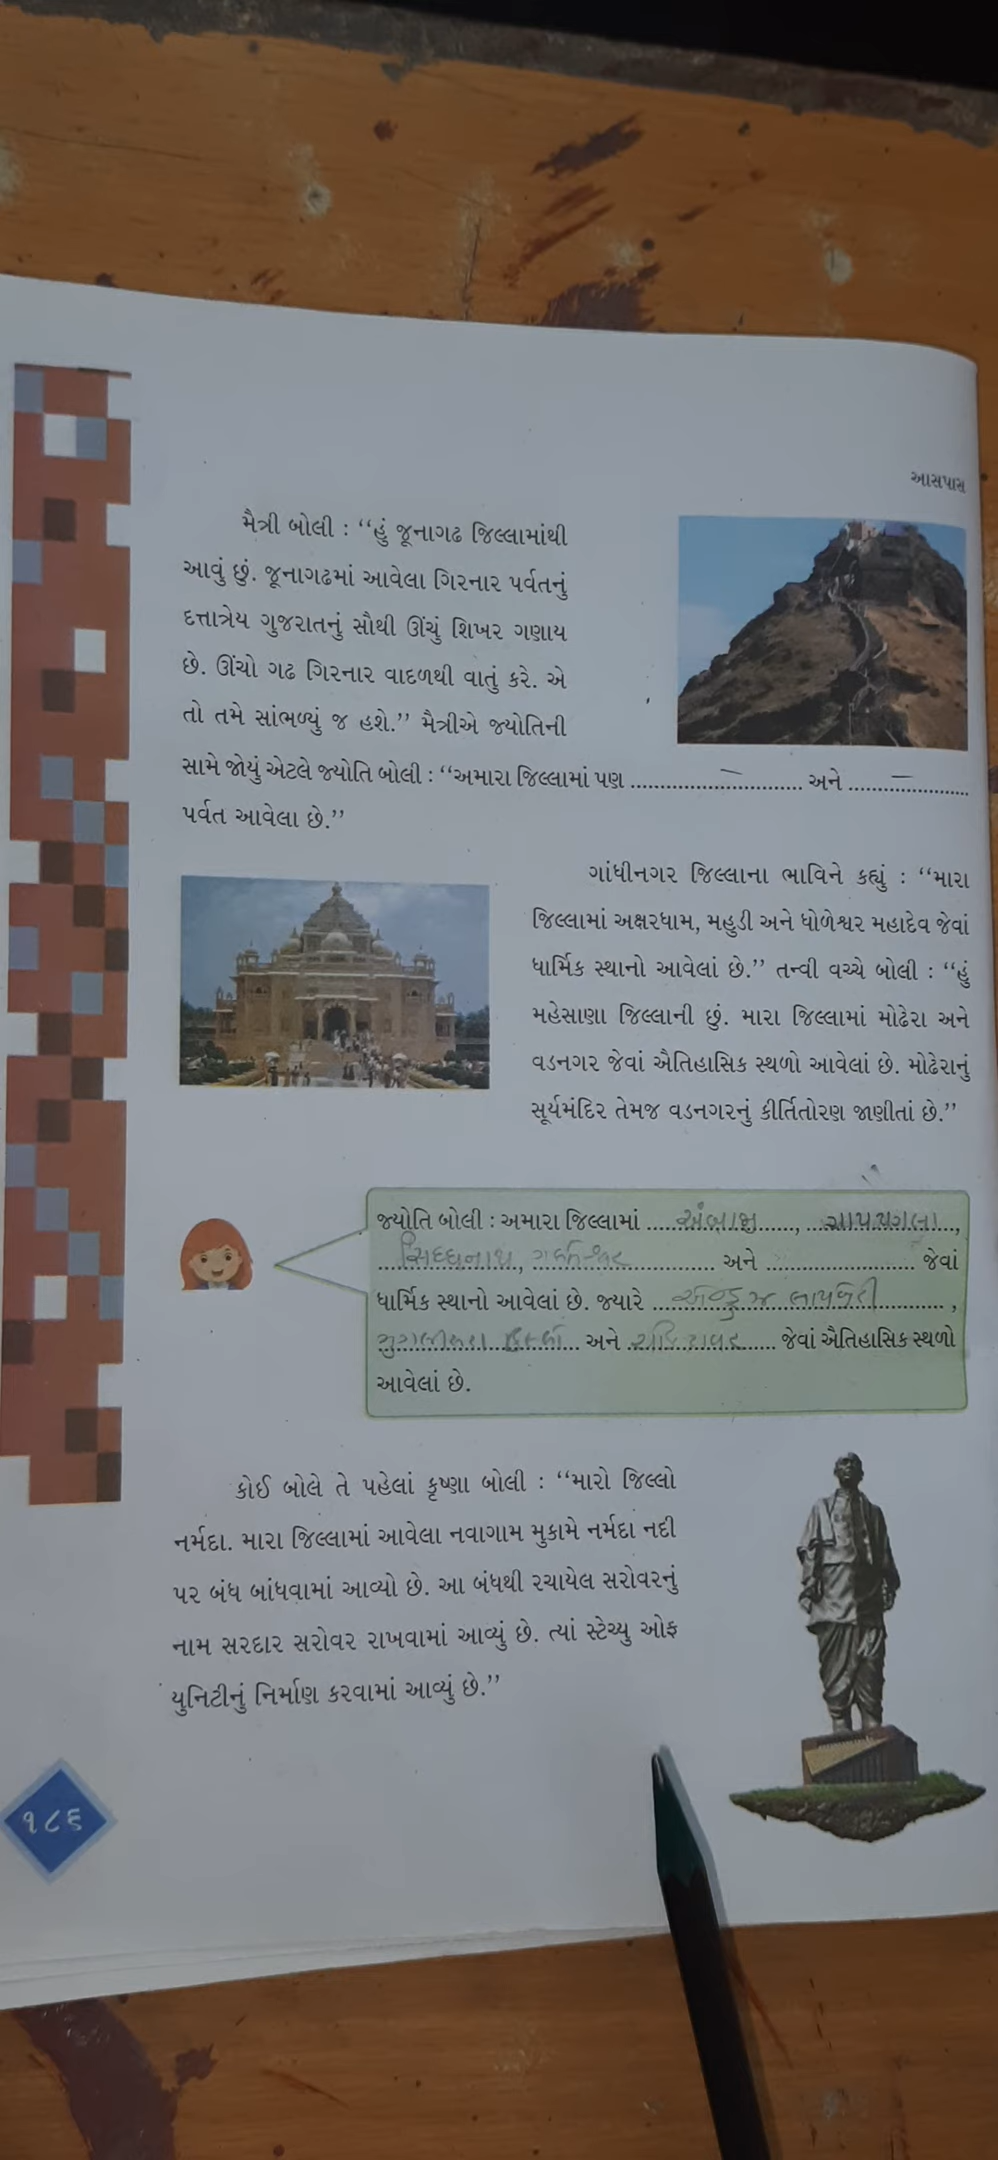 આસપાસ
મૈત્રી બોલી : “હું જૂનાગઢ જિલ્લામાંથી
આવું છું. જૂનાગઢમાં આવેલા ગિરનાર પર્વતનું
દત્તાત્રેય ગુજરાતનું સૌથી ઊંચું શિખર ગણાય
છે. ઊંચો ગઢ ગિરનાર વાદળથી વાતું કરે. એ
તો તમે સાંભળ્યું જ હશે.” મૈત્રીએ જ્યોતિની
સામે જોયું એટલે જ્યોતિ બોલી : “અમારા જિલ્લામાં પણ ........ – ........ અને ...... – ......
પર્વત આવેલા છે.”
ગાંધીનગર જિલ્લાના ભાવિને કહ્યું : “મારા
જિલ્લામાં અક્ષરધામ, મહુડી અને ધોળેશ્વર મહાદેવ જેવાં
ધાર્મિક સ્થાનો આવેલાં છે.” તન્વી વચ્ચે બોલી : “હું
મહેસાણા જિલ્લાની છું. મારા જિલ્લામાં મોઢેરા અને
વડનગર જેવાં ઐતિહાસિક સ્થળો આવેલાં છે. મોઢેરાનું
સૂર્યમંદિર તેમજ વડનગરનું કીર્તિતોરણ જાણીતાં છે.”
જ્યોતિ બોલી : અમારા જિલ્લામાં ...... ,
સિદ્ધનાથ, અને ........ જેવાં
ધાર્મિક સ્થાનો આવેલાં છે. જ્યારે ........ ,
અને ........ જેવાં ઐતિહાસિક સ્થળો
આવેલાં છે.
કોઈ બોલે તે પહેલાં કૃષ્ણા બોલી : “મારો જિલ્લો
નર્મદા. મારા જિલ્લામાં આવેલા નવાગામ મુકામે નર્મદા નદી
પર બંધ બાંધવામાં આવ્યો છે. આ બંધથી રચાયેલ સરોવરનું
નામ સરદાર સરોવર રાખવામાં આવ્યું છે. ત્યાં સ્ટેચ્યુ ઓફ
યુનિટીનું નિર્માણ કરવામાં આવ્યું છે.”
૧૮૬